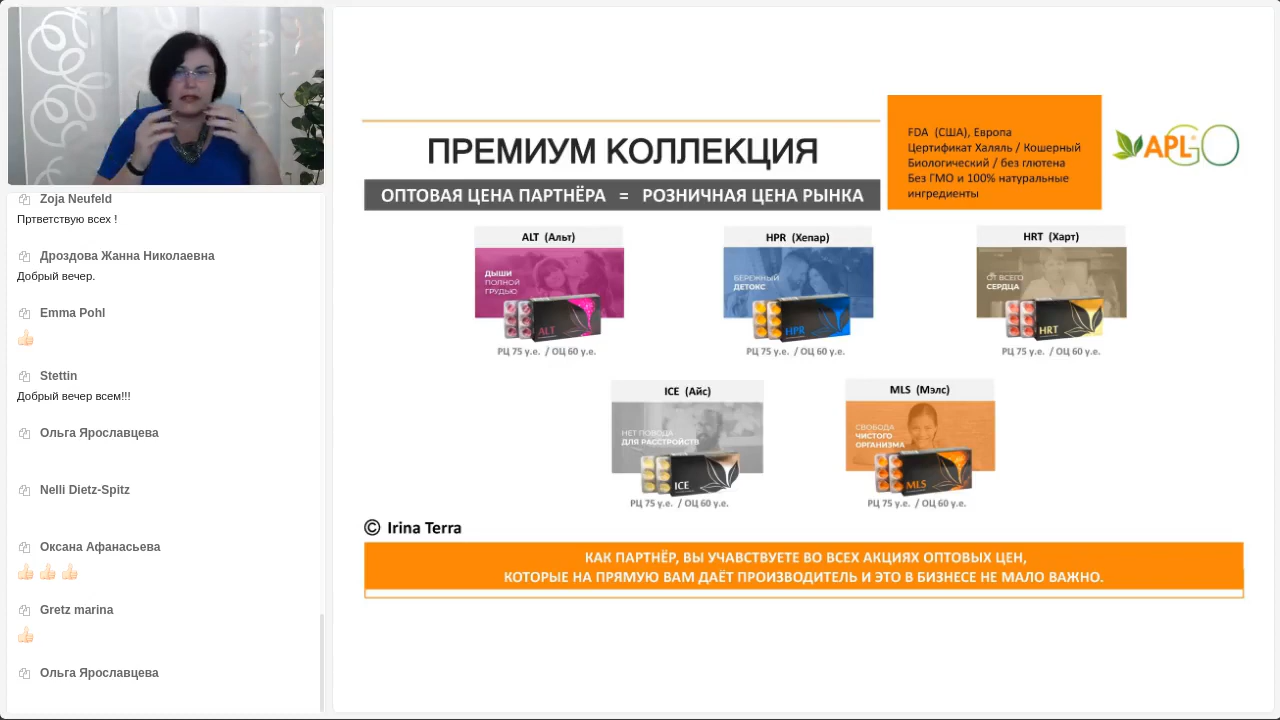 Zoja Neufeld
Пртветствую всех !
Дроздова Жанна Николаевна
Добрый вечер.
Emma Pohl
Stettin
Добрый вечер всем!!!
Ольга Ярославцева
Nelli Dietz-Spitz
Оксана Афанасьева
Gretz marina
Ольга Ярославцева
ПРЕМИУМ КОЛЛЕКЦИЯ
ОПТОВАЯ ЦЕНА ПАРТНЁРА = РОЗНИЧНАЯ ЦЕНА РЫНКА
FDA (США), Европа
Цертификат Халяль / Кошерный
Биологический / без глютена
Без ГМО и 100% натуральные
ингредиенты
APLGO
ALT (Альт)
ДЫШИ
ПОЛНОЙ
ГРУДЬЮ
ALT
РЦ 75 у.е. / ОЦ 60 у.е.
HPR (Хепар)
БЕРЕЖНЫЙ
ДЕТОКС
HPR
РЦ 75 у.е. / ОЦ 60 у.е.
HRT (Харт)
ОТ ВСЕГО
СЕРДЦА
HRT
РЦ 75 у.е. / ОЦ 60 у.е.
ICE (Айс)
НЕТ ПОВОДА
ДЛЯ РАССТРОЙСТВ
ICE
РЦ 75 у.е. / ОЦ 60 у.е.
MLS (Мэлс)
СВОБОДА
ЧИСТОГО
ОРГАНИЗМА
MLS
РЦ 75 у.е. / ОЦ 60 у.е.
© Irina Terra
КАК ПАРТНЁР, ВЫ УЧАВСТВУЕТЕ ВО ВСЕХ АКЦИЯХ ОПТОВЫХ ЦЕН,
КОТОРЫЕ НА ПРЯМУЮ ВАМ ДАЁТ ПРОИЗВОДИТЕЛЬ И ЭТО В БИЗНЕСЕ НЕ МАЛО ВАЖНО.